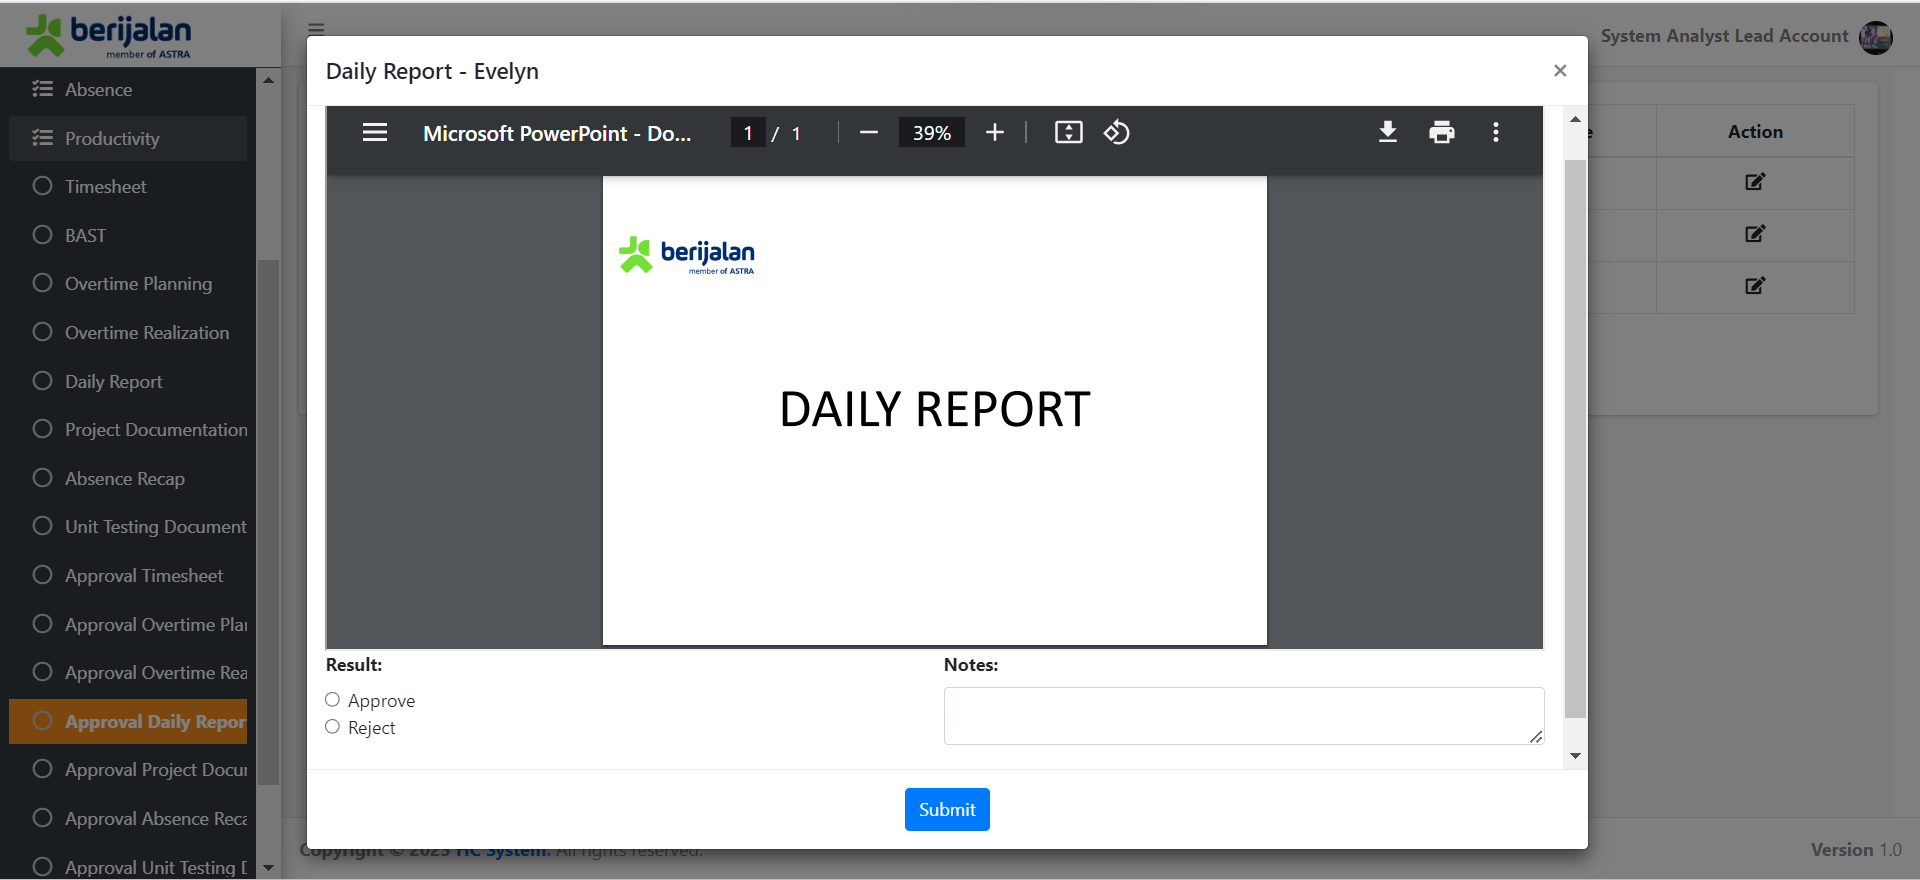 berijalan
member of ASTRA
System Analyst Lead Account
Absence
Productivity
Timesheet
BAST
Overtime Planning
Overtime Realization
Daily Report
Project Documentation
Absence Recap
Unit Testing Document
Approval Timesheet
Approval Overtime Plan
Approval Overtime Rea
Approval Daily Repor
Approval Project Docu
Approval Absence Reca
Approval Unit Testing D
Daily Report - Evelyn
×
Microsoft PowerPoint - Do...
1 / 1
39%
berijalan
member of ASTRA
DAILY REPORT
Result:
Approve
Reject
Notes:
Submit
e
Action
Copyright © 2023 HC System. All rights reserved.
Version 1.0